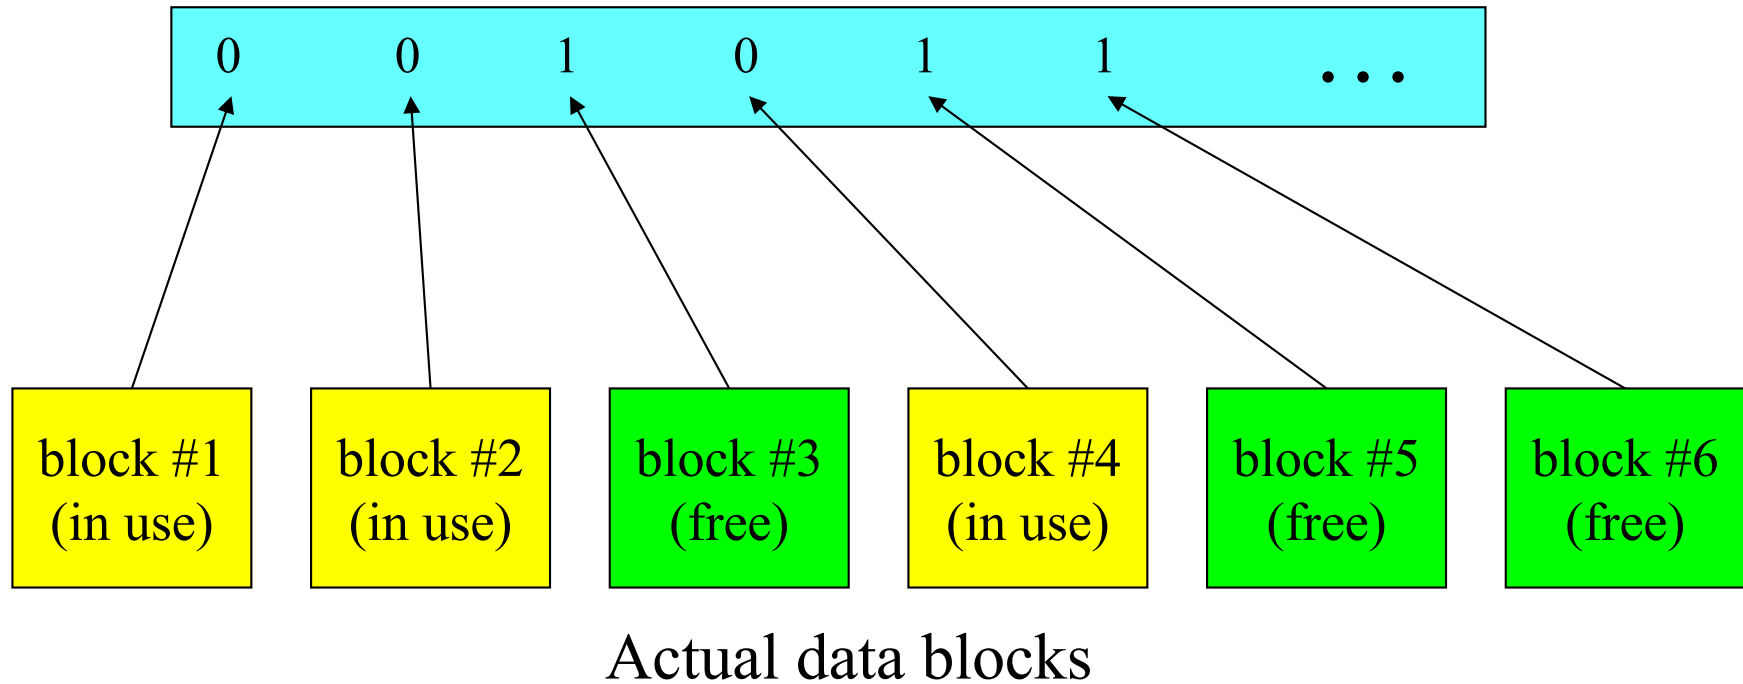 0 0 1 0 1 1 ...
block #1 block #2 block #3 block #4 block #5 block #6
(in use) (in use) (free) (in use) (free) (free)
Actual data blocks